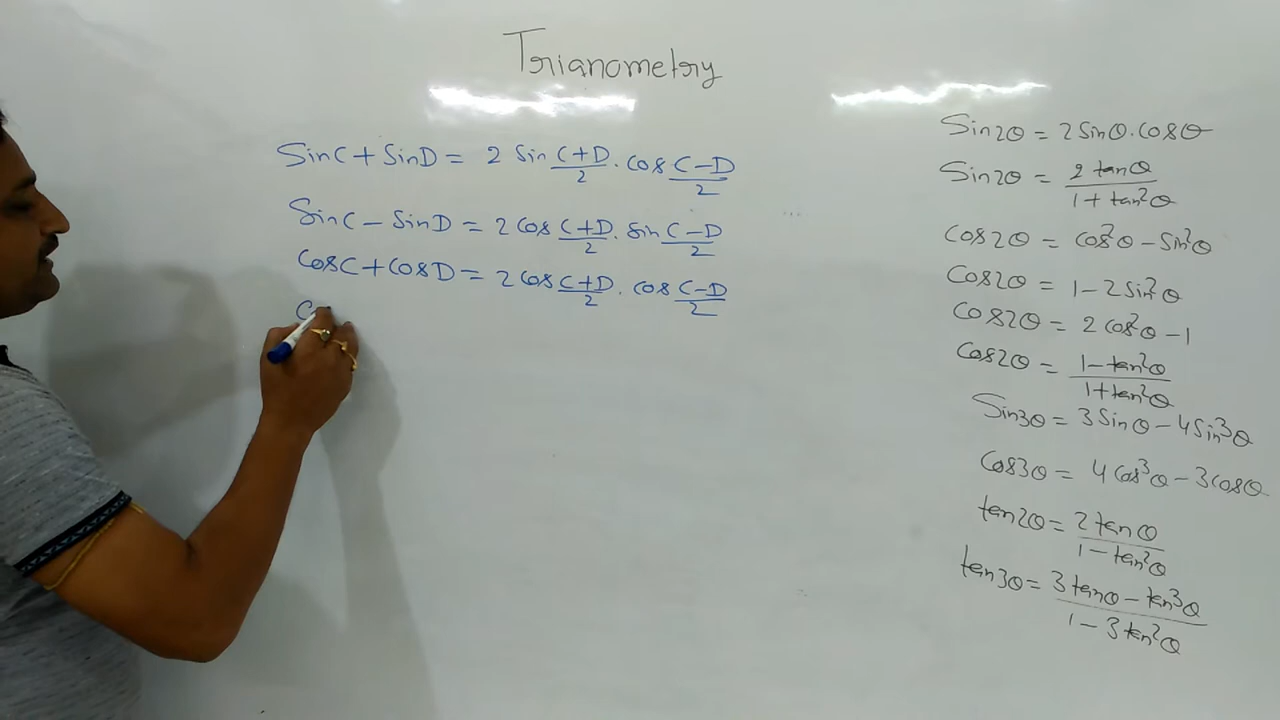 Trianometry
SinC + SinD = 2 Sin C+D/2 . Cos C-D/2
SinC - SinD = 2 Cos C+D/2 . Sin C-D/2
CosC + CosD = 2 Cos C+D/2 . Cos C-D/2
Co
Sin2θ = 2 Sinθ.Cosθ
Sin2θ = 2 tanθ / 1 + tan²θ
Cos2θ = Cos²θ - Sin²θ
Cos2θ = 1 - 2 Sin²θ
Cos2θ = 2 Cos²θ - 1
Cos2θ = 1 - tan²θ / 1 + tan²θ
Sin3θ = 3 Sinθ - 4 Sin³θ
Cos3θ = 4 Cos³θ - 3 Cosθ
tan2θ = 2 tanθ / 1 - tan²θ
tan3θ = 3 tanθ - tan³θ / 1 - 3 tan²θ